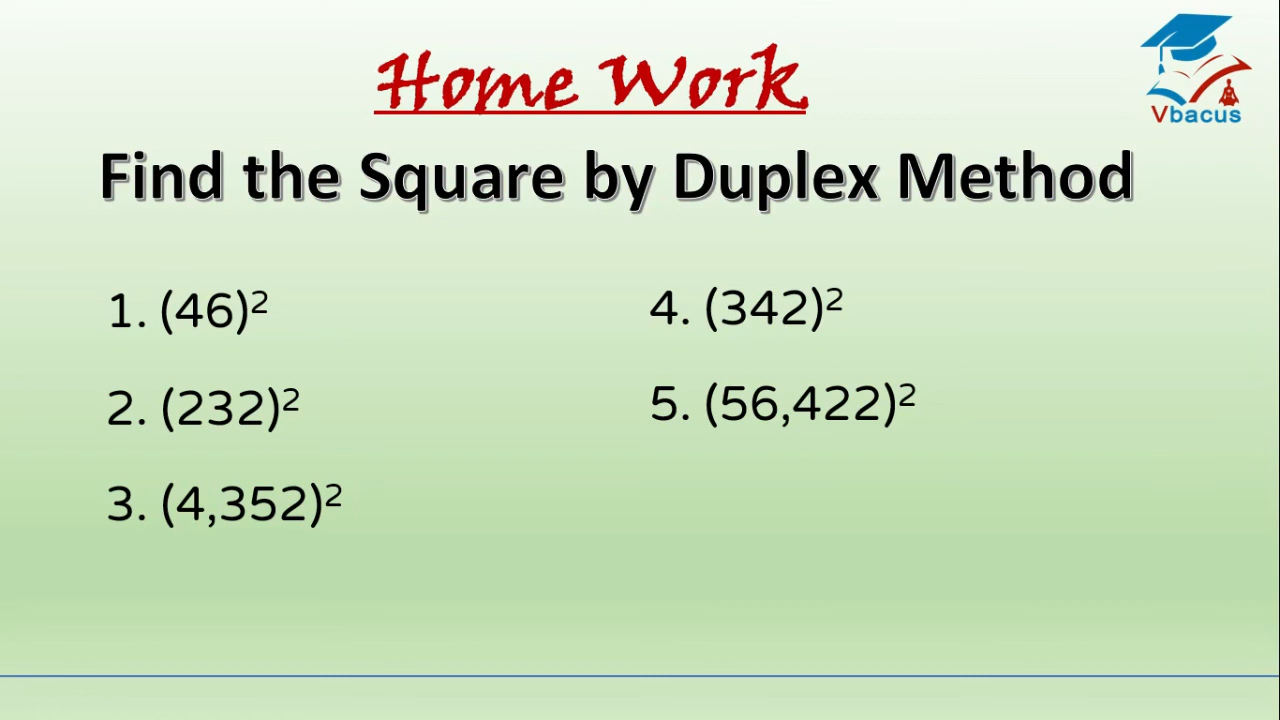 Home Work
Vbacus
Find the Square by Duplex Method
1. (46)²
2. (232)²
3. (4,352)²
4. (342)²
5. (56,422)²